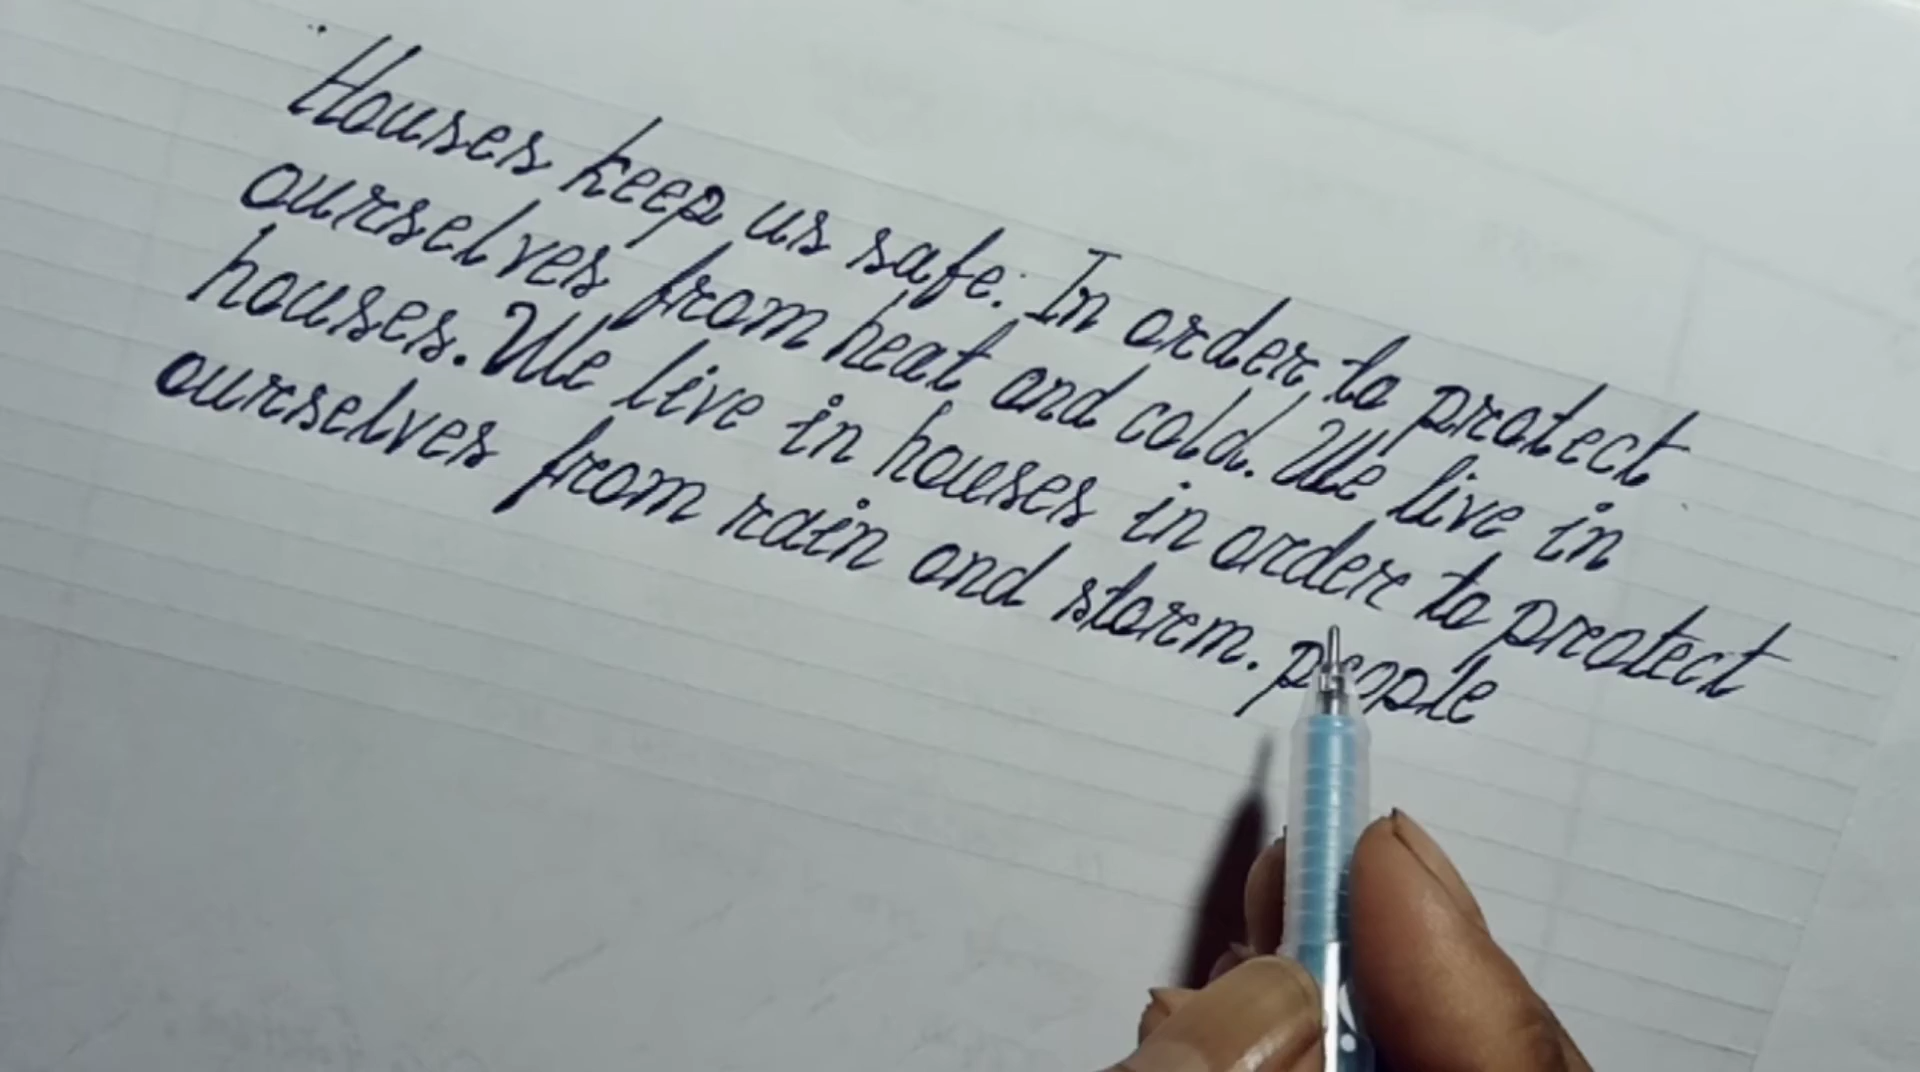 Houses keep us safe. In order to protect
ourselves from heat and cold. We live in
houses. We live in houses in order to protect
ourselves from rain and storm. people